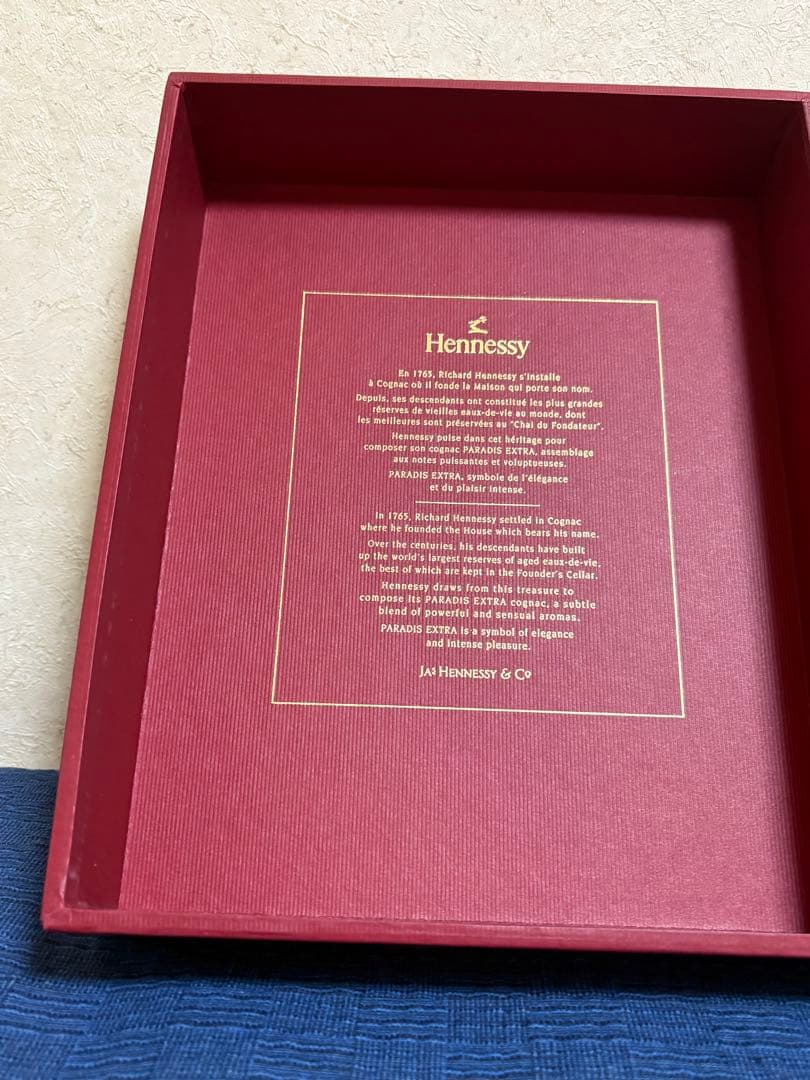 Hennessy
En 1765, Richard Hennessy s'installe
à Cognac où il fonde la Maison qui porte son nom.
Depuis, ses descendants ont constitué les plus grandes
réserves de vieilles eaux-de-vie au monde, dont
les meilleures sont préservées au "Chai du Fondateur".
Hennessy puise dans cet héritage pour
composer son cognac PARADIS EXTRA, assemblage
aux notes puissantes et voluptueuses.
PARADIS EXTRA, symbole de l'élégance
et du plaisir intense.
In 1765, Richard Hennessy settled in Cognac
where he founded the House which bears his name.
Over the centuries, his descendants have built
up the world's largest reserves of aged eaux-de-vie,
the best of which are kept in the Founder's Cellar.
Hennessy draws from this treasure to
compose its PARADIS EXTRA cognac, a subtle
blend of powerful and sensual aromas.
PARADIS EXTRA is a symbol of elegance
and intense pleasure.
JAS HENNESSY & CO